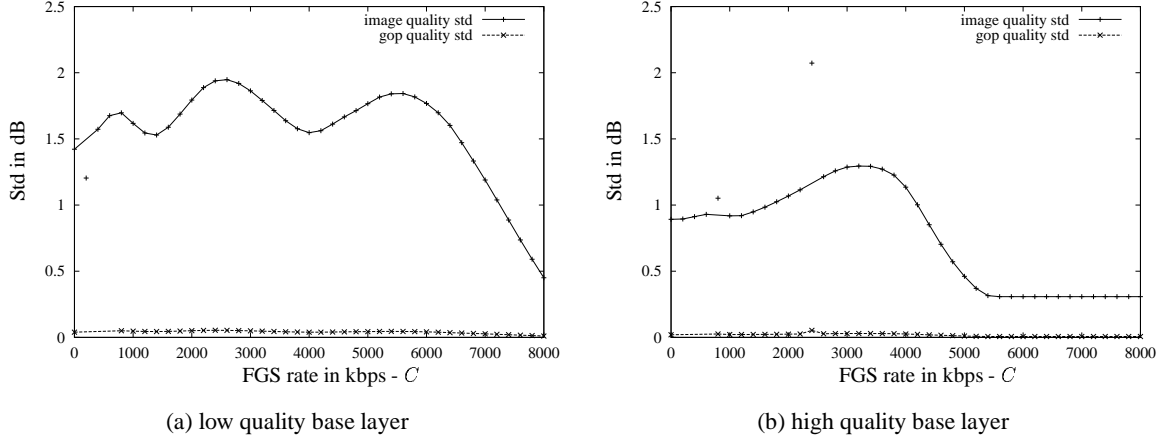 2.5
2
1.5
1
0.5
0
Std in dB
image quality std
gop quality std
0 1000 2000 3000 4000 5000 6000 7000 8000
FGS rate in kbps - C
(a) low quality base layer
2.5
2
1.5
1
0.5
0
Std in dB
image quality std
gop quality std
0 1000 2000 3000 4000 5000 6000 7000 8000
FGS rate in kbps - C
(b) high quality base layer